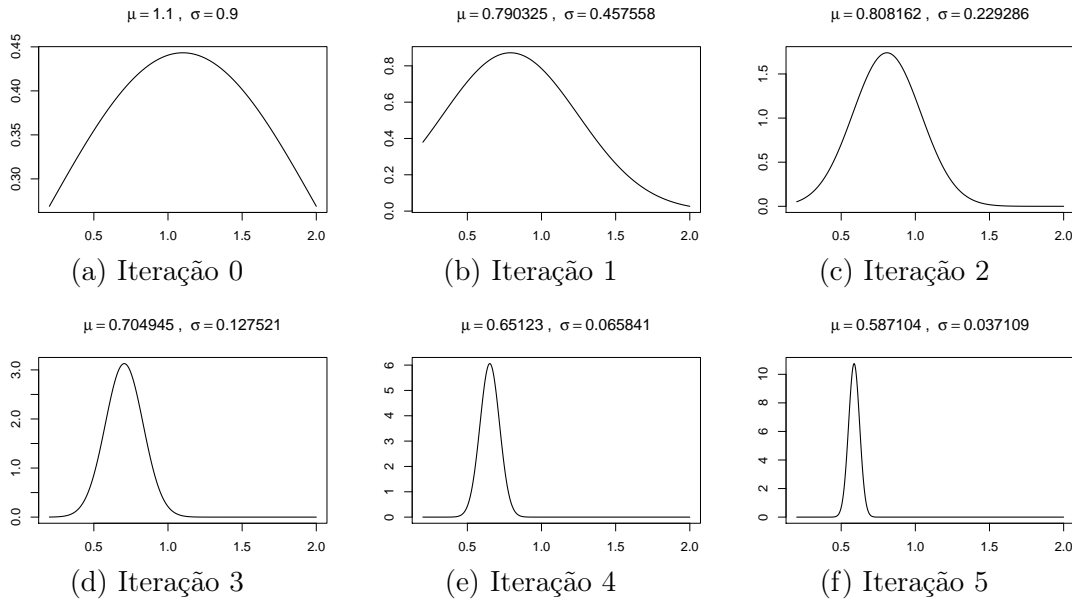 μ = 1.1 , σ = 0.9
0.30 0.35 0.40 0.45
0.5 1.0 1.5 2.0
(a) Iteração 0
μ = 0.790325 , σ = 0.457558
0.0 0.2 0.4 0.6 0.8
0.5 1.0 1.5 2.0
(b) Iteração 1
μ = 0.808162 , σ = 0.229286
0.0 0.5 1.0 1.5
0.5 1.0 1.5 2.0
(c) Iteração 2
μ = 0.704945 , σ = 0.127521
0.0 1.0 2.0 3.0
0.5 1.0 1.5 2.0
(d) Iteração 3
μ = 0.65123 , σ = 0.065841
0 1 2 3 4 5 6
0.5 1.0 1.5 2.0
(e) Iteração 4
μ = 0.587104 , σ = 0.037109
0 2 4 6 8 10
0.5 1.0 1.5 2.0
(f) Iteração 5